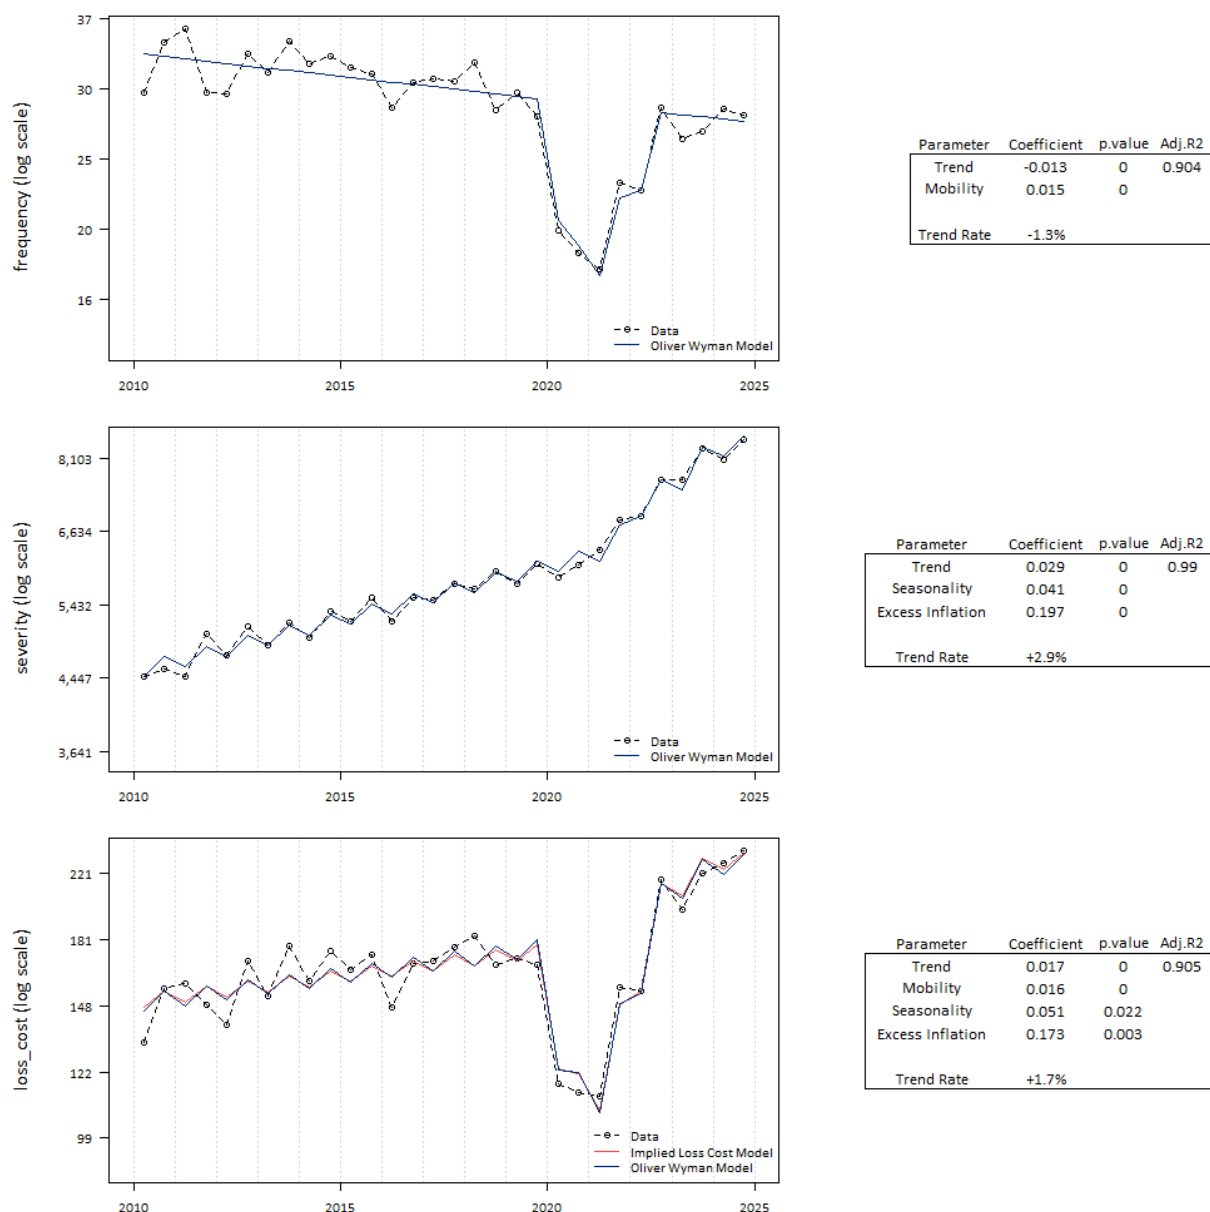 frequency (log scale)
37
30
25
20
16
Data
Oliver Wyman Model
2010 2015 2020 2025
Parameter Coefficient p.value Adj.R2
Trend -0.013 0 0.904
Mobility 0.015 0
Trend Rate -1.3%
severity (log scale)
8,103
6,634
5,432
4,447
3,641
Data
Oliver Wyman Model
2010 2015 2020 2025
Parameter Coefficient p.value Adj.R2
Trend 0.029 0 0.99
Seasonality 0.041 0
Excess Inflation 0.197 0
Trend Rate +2.9%
loss_cost (log scale)
221
181
148
122
99
Data
Implied Loss Cost Model
Oliver Wyman Model
2010 2015 2020 2025
Parameter Coefficient p.value Adj.R2
Trend 0.017 0 0.905
Mobility 0.016 0
Seasonality 0.051 0.022
Excess Inflation 0.173 0.003
Trend Rate +1.7%